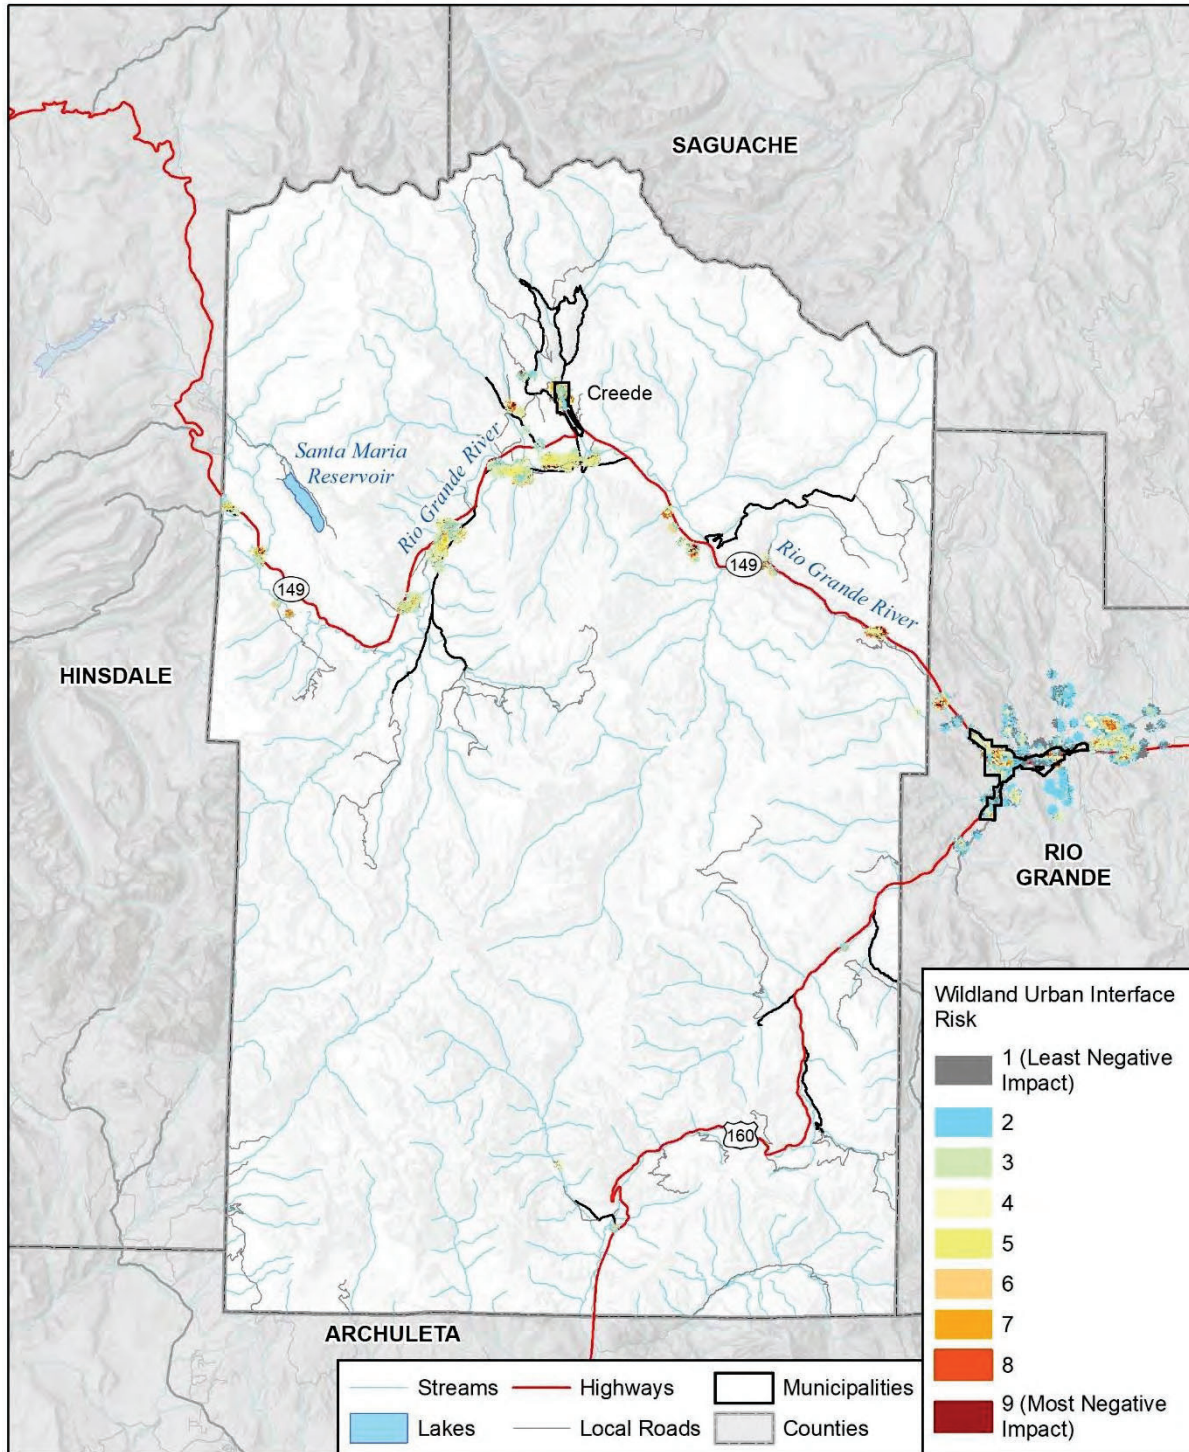 SAGUACHE
Creede
Santa Maria
Reservoir
Rio Grande River
149
149
Rio Grande River
HINSDALE
RIO
GRANDE
160
ARCHULETA
Wildland Urban Interface
Risk
1 (Least Negative
Impact)
2
3
4
5
6
7
8
9 (Most Negative
Impact)
Streams
Highways
Municipalities
Lakes
Local Roads
Counties